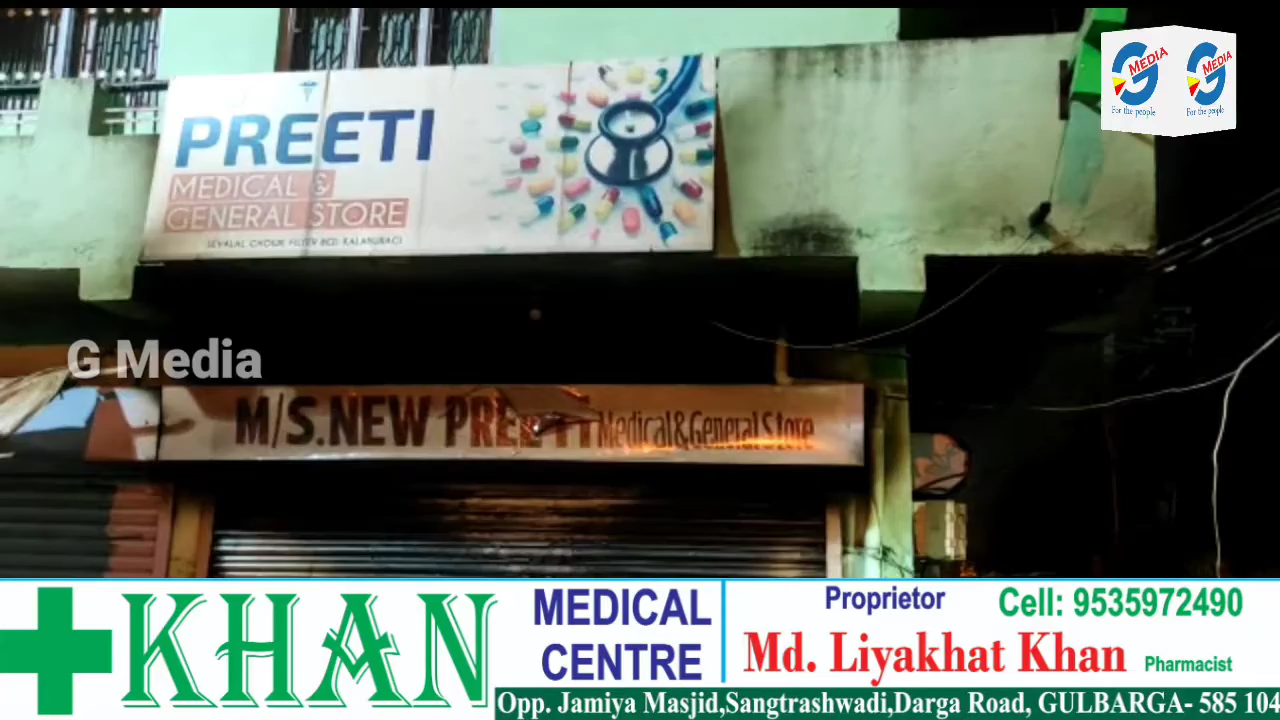 G MEDIA
For the people
G MEDIA
For the people
PREETI
MEDICAL &
GENERAL STORE
G Media
M/S.NEW PREETI Medical&General Store
KHAN
MEDICAL
CENTRE
Proprietor
Cell: 9535972490
Md. Liyakhat Khan Pharmacist
Opp. Jamiya Masjid,Sangtrashwadi,Darga Road, GULBARGA- 585 104